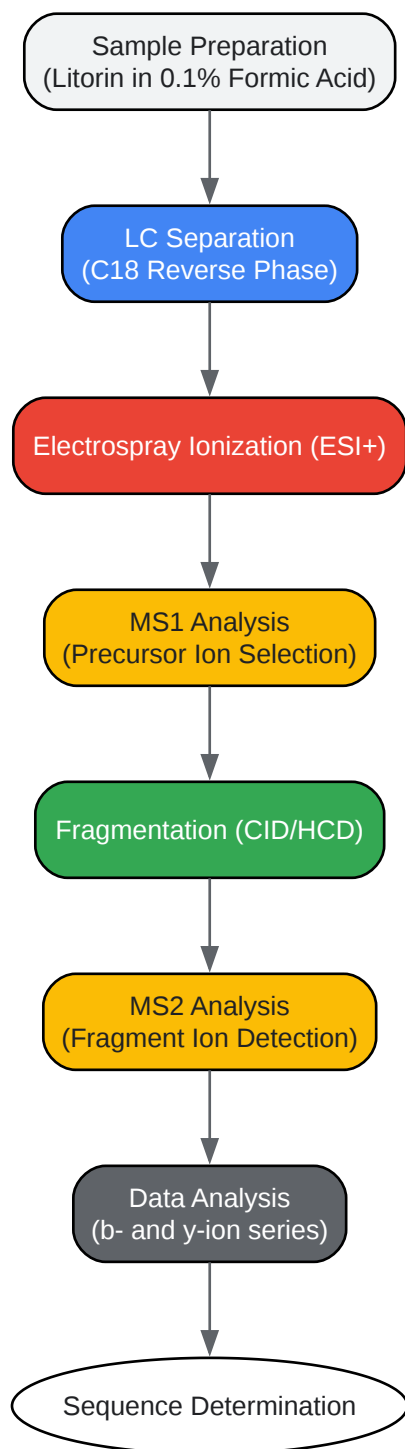 Sample Preparation
(Litorin in 0.1% Formic Acid)
LC Separation
(C18 Reverse Phase)
Electrospray Ionization (ESI+)
MS1 Analysis
(Precursor Ion Selection)
Fragmentation (CID/HCD)
MS2 Analysis
(Fragment Ion Detection)
Data Analysis
(b- and y-ion series)
Sequence Determination